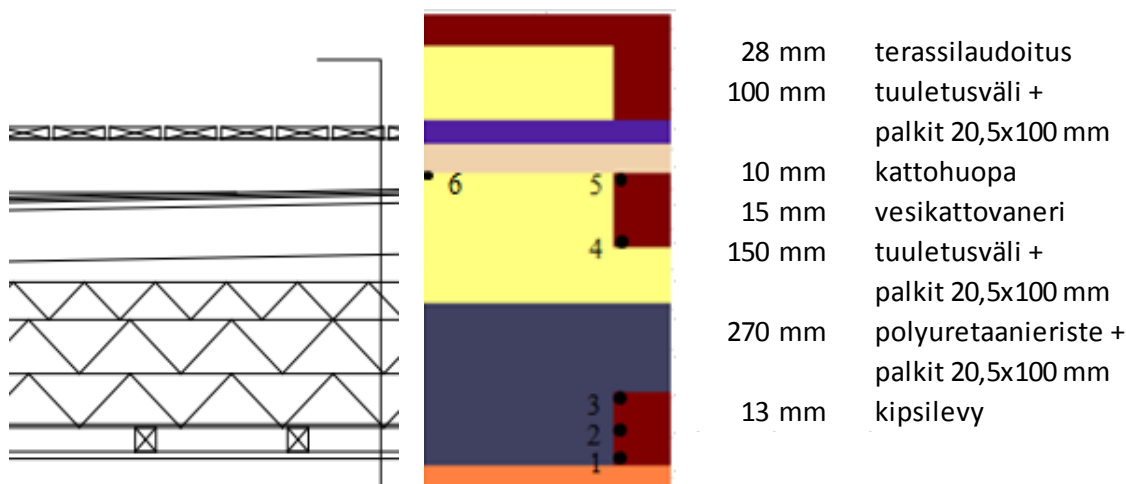 28 mm terassilaudoitus
100 mm tuuletusväli +
palkit 20,5x100 mm
10 mm kattohuopa
15 mm vesikattovaneri
150 mm tuuletusväli +
palkit 20,5x100 mm
270 mm polyuretaanieriste +
palkit 20,5x100 mm
13 mm kipsilevy
6 5
4
3
2
1